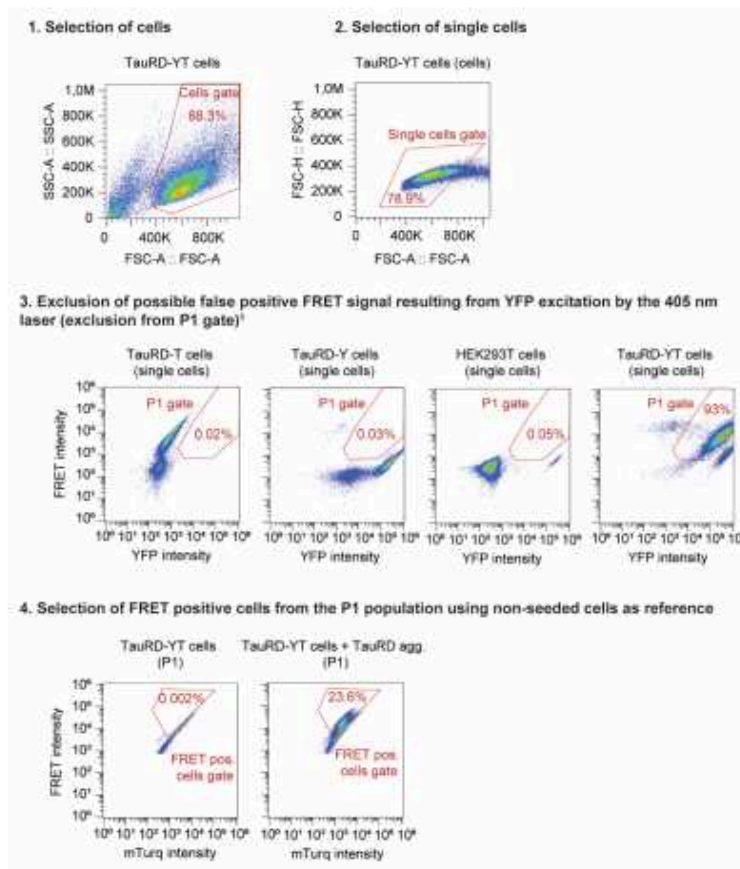 1. Selection of cells
2. Selection of single cells
TauRD-YT cells
TauRD-YT cells (cells)
1,0M
800K
600K
400K
200K
0
SSC-A :: SSC-A
Cells gate
88.3%
0
400K
800K
FSC-A :: FSC-A
1,0M
800K
600K
400K
200K
0
FSC-H :: FSC-H
Single cells gate
78.9%
0
400K
800K
FSC-A :: FSC-A
3. Exclusion of possible false positive FRET signal resulting from YFP excitation by the 405 nm
laser (exclusion from P1 gate)
TauRD-T cells
(single cells)
TauRD-Y cells
(single cells)
HEK293T cells
(single cells)
TauRD-YT cells
(single cells)
FRET intensity
P1 gate
0.02%
P1 gate
0.03%
P1 gate
0.05%
P1 gate
93%
YFP intensity
YFP intensity
YFP intensity
YFP intensity
4. Selection of FRET positive cells from the P1 population using non-seeded cells as reference
TauRD-YT cells
(P1)
TauRD-YT cells + TauRD agg
(P1)
FRET intensity
0.002%
FRET pos.
cells gate
23.6%
FRET pos.
cells gate
mTurq intensity
mTurq intensity